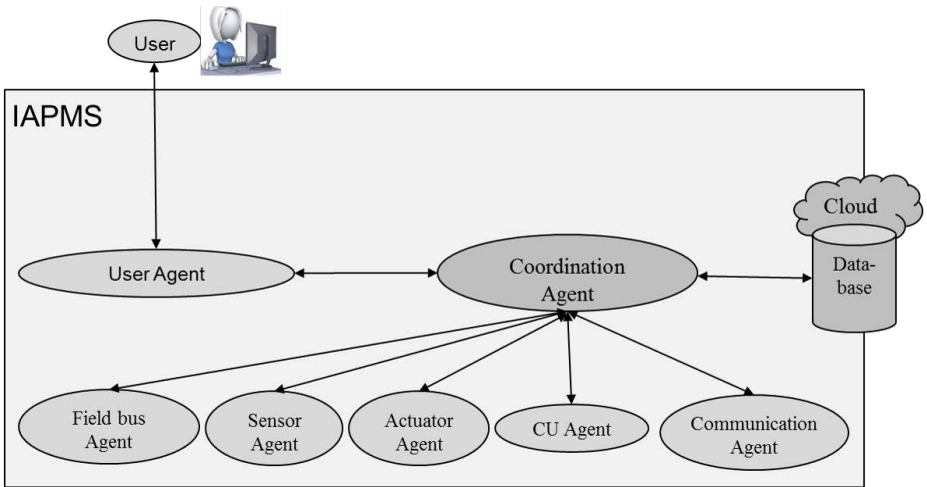 User
IAPMS
Cloud
User Agent
Coordination
Agent
Data-
base
Field bus
Agent
Sensor
Agent
Actuator
Agent
CU Agent
Communication
Agent